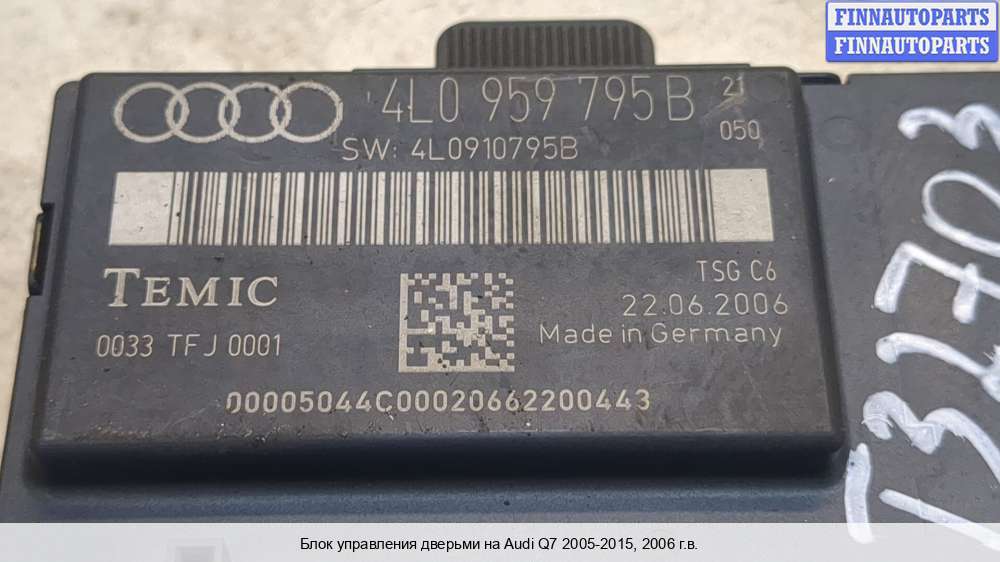 FINNAUTOPARTS
FINNAUTOPARTS
4L0 959 795 B 21
050
SW: 4L0910795B
TEMIC
TSG C6
22.06.2006
0033 TFJ 0001
Made in Germany
00005044C00020662200443
T32703
Блок управления дверьми на Audi Q7 2005-2015, 2006 г.в.